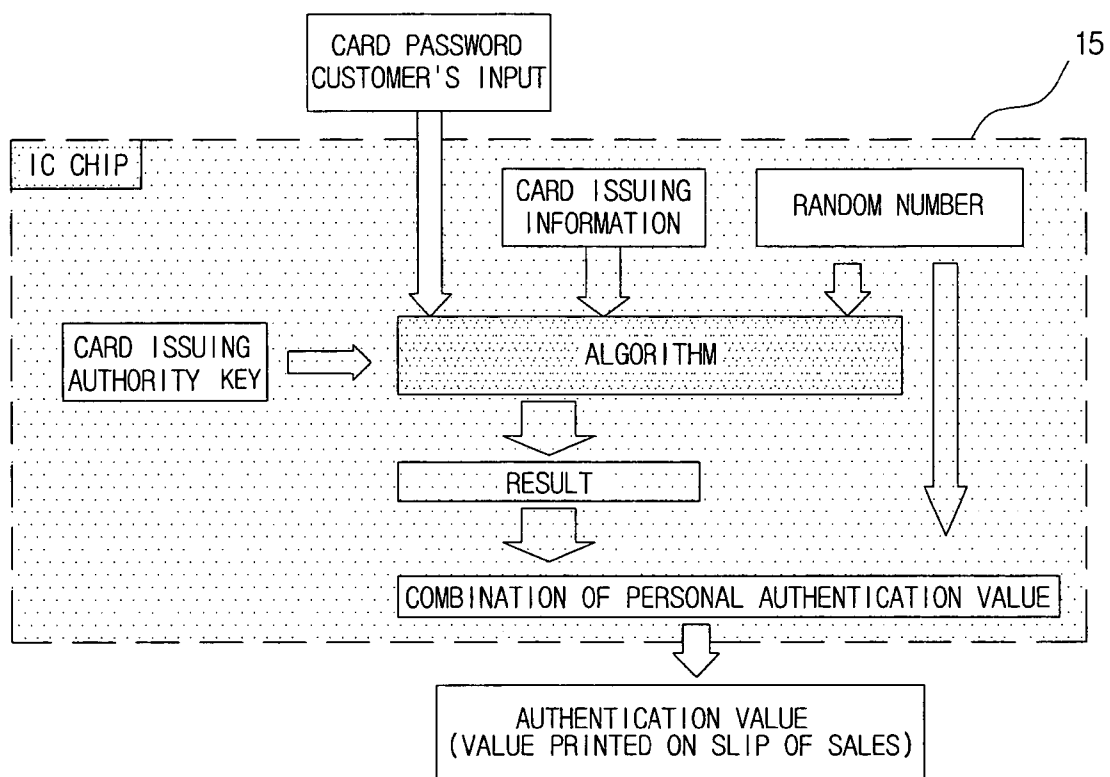 CARD PASSWORD
CUSTOMER'S INPUT
15
IC CHIP
CARD ISSUING
INFORMATION
RANDOM NUMBER
CARD ISSUING
AUTHORITY KEY
ALGORITHM
RESULT
COMBINATION OF PERSONAL AUTHENTICATION VALUE
AUTHENTICATION VALUE
(VALUE PRINTED ON SLIP OF SALES)